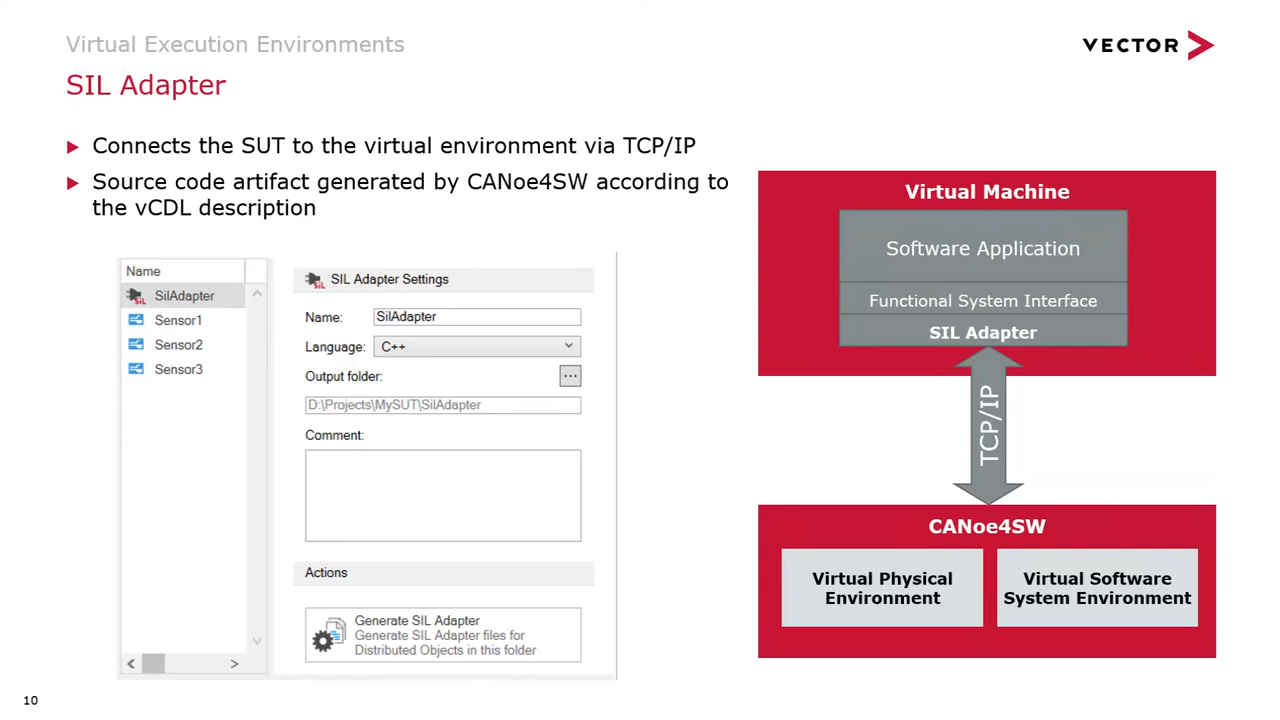 Virtual Execution Environments
VECTOR
SIL Adapter
Connects the SUT to the virtual environment via TCP/IP
Source code artifact generated by CANoe4SW according to
the vCDL description
Name
SilAdapter
Sensor1
Sensor2
Sensor3
SIL Adapter Settings
Name: SilAdapter
Language: C++
Output folder: ...
D:\Projects\MySUT\SilAdapter
Comment:
Actions
Generate SIL Adapter
Generate SIL Adapter files for
Distributed Objects in this folder
Virtual Machine
Software Application
Functional System Interface
SIL Adapter
TCP/IP
CANoe4SW
Virtual Physical
Environment
Virtual Software
System Environment
10